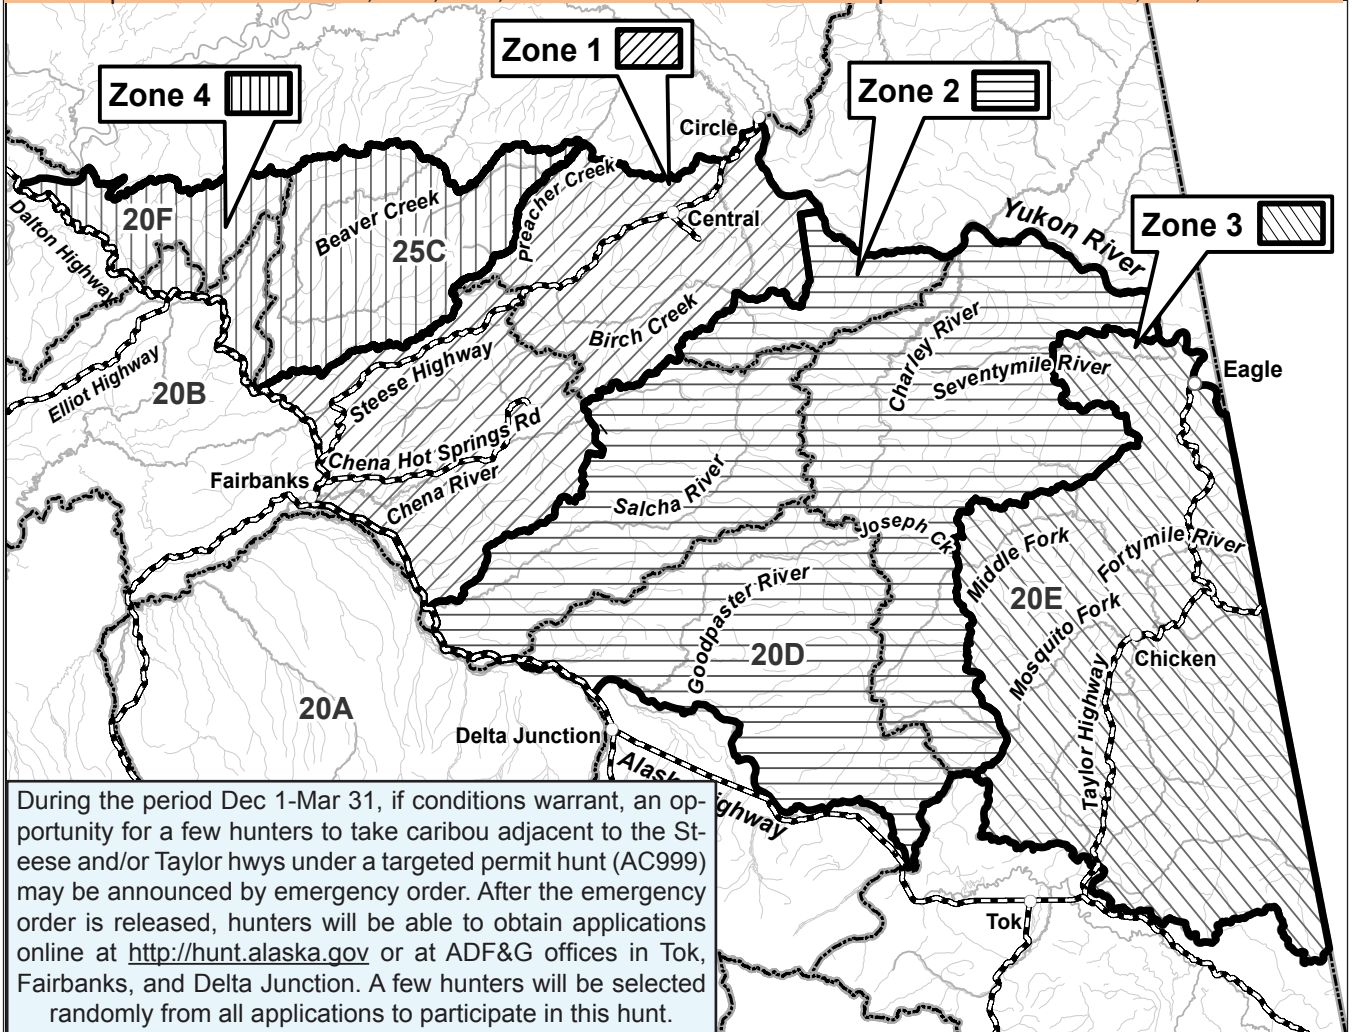 Zone 1
Zone 4
Zone 2
Circle
Zone 3
Yukon River
20F
Dalton Highway
Beaver Creek
25C
Preacher Creek
Central
Birch Creek
Charley River
Seventymile River
Eagle
Elliot Highway
20B
Steese Highway
Chena Hot Springs Rd
Chena River
Fairbanks
Salcha River
Joseph Ck
Middle Fork
Fortymile River
20E
Mosquito Fork
Goodpaster River
20D
Chicken
Taylor Highway
20A
Delta Junction
Alas ghway
Tok
During the period Dec 1-Mar 31, if conditions warrant, an op-
portunity for a few hunters to take caribou adjacent to the St-
eese and/or Taylor hwys under a targeted permit hunt (AC999)
may be announced by emergency order. After the emergency
order is released, hunters will be able to obtain applications
online at http://hunt.alaska.gov or at ADF&G offices in Tok,
Fairbanks, and Delta Junction. A few hunters will be selected
randomly from all applications to participate in this hunt.